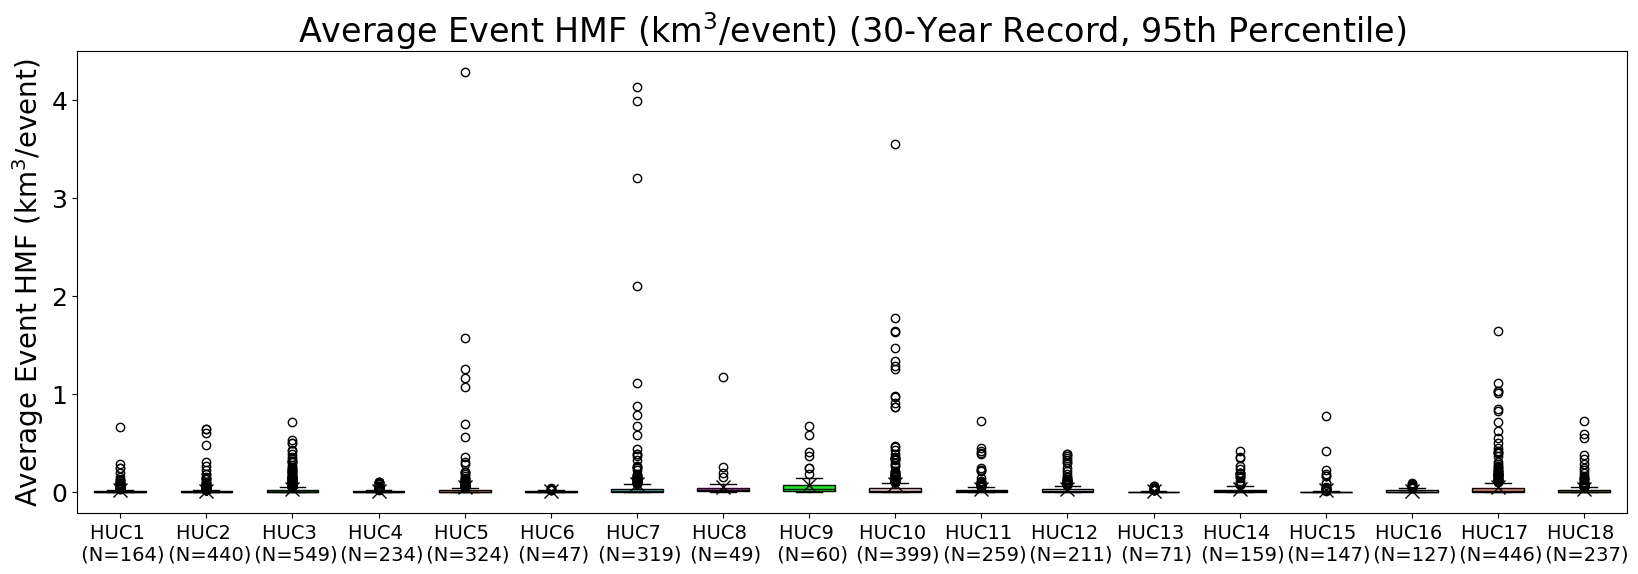 Average Event HMF (km³/event) (30-Year Record, 95th Percentile)
Average Event HMF (km³/event)
4
3
2
1
0
HUC1 HUC2 HUC3 HUC4 HUC5 HUC6 HUC7 HUC8 HUC9 HUC10 HUC11 HUC12 HUC13 HUC14 HUC15 HUC16 HUC17 HUC18
(N=164) (N=440) (N=549) (N=234) (N=324) (N=47) (N=319) (N=49) (N=60) (N=399) (N=259) (N=211) (N=71) (N=159) (N=147) (N=127) (N=446) (N=237)